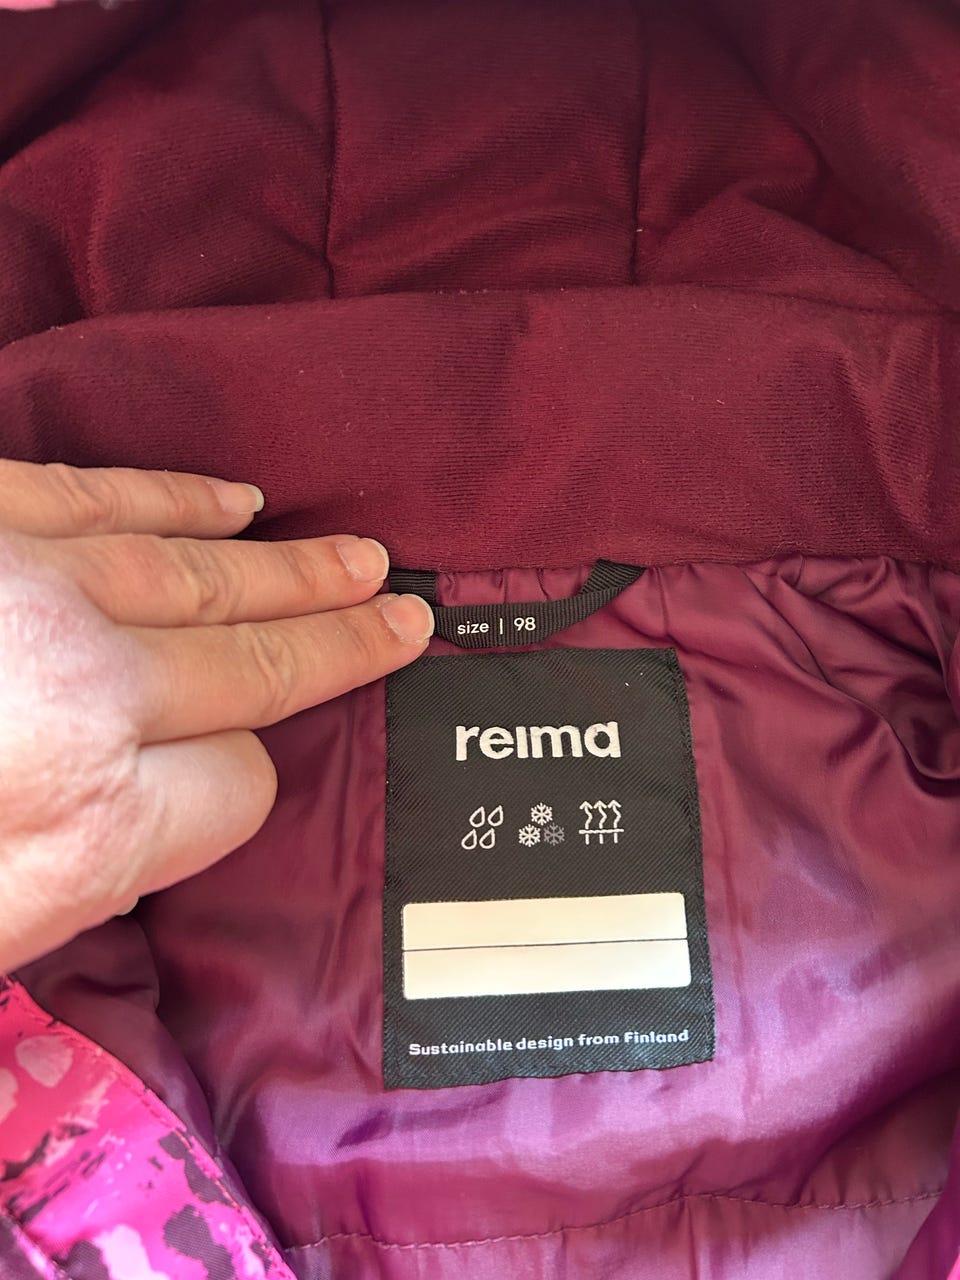 size | 98
reima
Sustainable design from Finland